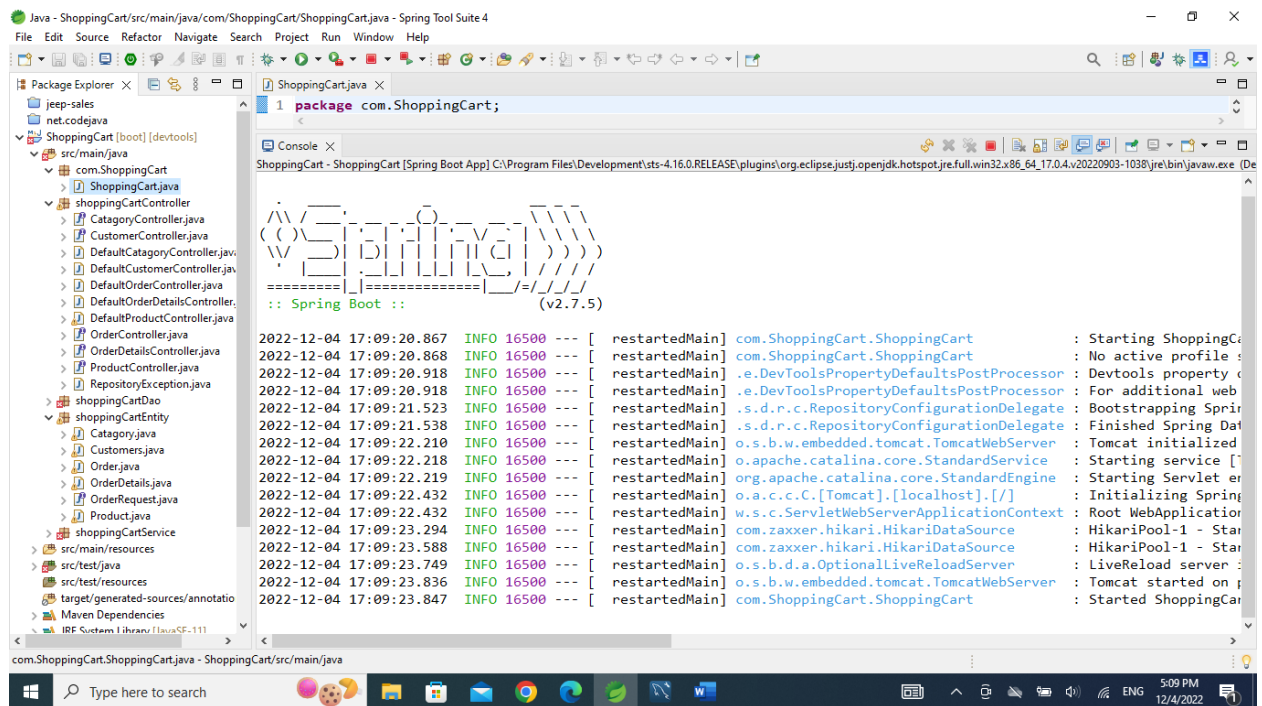 Java - ShoppingCart/src/main/java/com/ShoppingCart/ShoppingCart.java - Spring Tool Suite 4
File Edit Source Refactor Navigate Search Project Run Window Help
Package Explorer
jeep-sales
net.codejava
ShoppingCart [boot] [devtools]
src/main/java
com.ShoppingCart
ShoppingCart.java
shoppingCartController
CatagoryController.java
CustomerController.java
DefaultCatagoryController.java
DefaultCustomerController.jav
DefaultOrderController.java
DefaultOrderDetailsController.
DefaultProductController.java
OrderController.java
OrderDetailsController.java
ProductController.java
RepositoryException.java
shoppingCartDao
shoppingCartEntity
Catagory.java
Customers.java
Order.java
OrderDetails.java
OrderRequest.java
Product.java
shoppingCartService
src/main/resources
src/test/java
src/test/resources
target/generated-sources/annotatio
Maven Dependencies
JRE System Library [JavaSE-11]
ShoppingCart.java
1 package com.ShoppingCart;
Console
ShoppingCart - ShoppingCart [Spring Boot App] C:\Program Files\Development\sts-4.16.0.RELEASE\plugins\org.eclipse.justj.openjdk.hotspot.jre.full.win32.x86_64_17.0.4.v20220903-1038\jre\bin\javaw.exe (De
Spring
:: Spring Boot :: (v2.7.5)
2022-12-04 17:09:20.867 INFO 16500 --- [ restartedMain] com.ShoppingCart.ShoppingCart : Starting ShoppingCa
2022-12-04 17:09:20.868 INFO 16500 --- [ restartedMain] com.ShoppingCart.ShoppingCart : No active profile s
2022-12-04 17:09:20.918 INFO 16500 --- [ restartedMain] .e.DevToolsPropertyDefaultsPostProcessor : Devtools property d
2022-12-04 17:09:20.918 INFO 16500 --- [ restartedMain] .e.DevToolsPropertyDefaultsPostProcessor : For additional web
2022-12-04 17:09:21.523 INFO 16500 --- [ restartedMain] .s.d.r.c.RepositoryConfigurationDelegate : Bootstrapping Sprin
2022-12-04 17:09:21.538 INFO 16500 --- [ restartedMain] .s.d.r.c.RepositoryConfigurationDelegate : Finished Spring Dat
2022-12-04 17:09:22.210 INFO 16500 --- [ restartedMain] o.s.b.w.embedded.tomcat.TomcatWebServer : Tomcat initialized
2022-12-04 17:09:22.218 INFO 16500 --- [ restartedMain] o.apache.catalina.core.StandardService : Starting service [T
2022-12-04 17:09:22.219 INFO 16500 --- [ restartedMain] org.apache.catalina.core.StandardEngine : Starting Servlet en
2022-12-04 17:09:22.432 INFO 16500 --- [ restartedMain] o.a.c.c.C.[Tomcat].[localhost].[/] : Initializing Spring
2022-12-04 17:09:22.432 INFO 16500 --- [ restartedMain] w.s.c.ServletWebServerApplicationContext : Root WebApplication
2022-12-04 17:09:23.294 INFO 16500 --- [ restartedMain] com.zaxxer.hikari.HikariDataSource : HikariPool-1 - Star
2022-12-04 17:09:23.588 INFO 16500 --- [ restartedMain] com.zaxxer.hikari.HikariDataSource : HikariPool-1 - Star
2022-12-04 17:09:23.749 INFO 16500 --- [ restartedMain] o.s.b.d.a.OptionalLiveReloadServer : LiveReload server i
2022-12-04 17:09:23.836 INFO 16500 --- [ restartedMain] o.s.b.w.embedded.tomcat.TomcatWebServer : Tomcat started on p
2022-12-04 17:09:23.847 INFO 16500 --- [ restartedMain] com.ShoppingCart.ShoppingCart : Started ShoppingCar
com.ShoppingCart.ShoppingCart.java - ShoppingCart/src/main/java
Type here to search
ENG
5:09 PM
12/4/2022
1